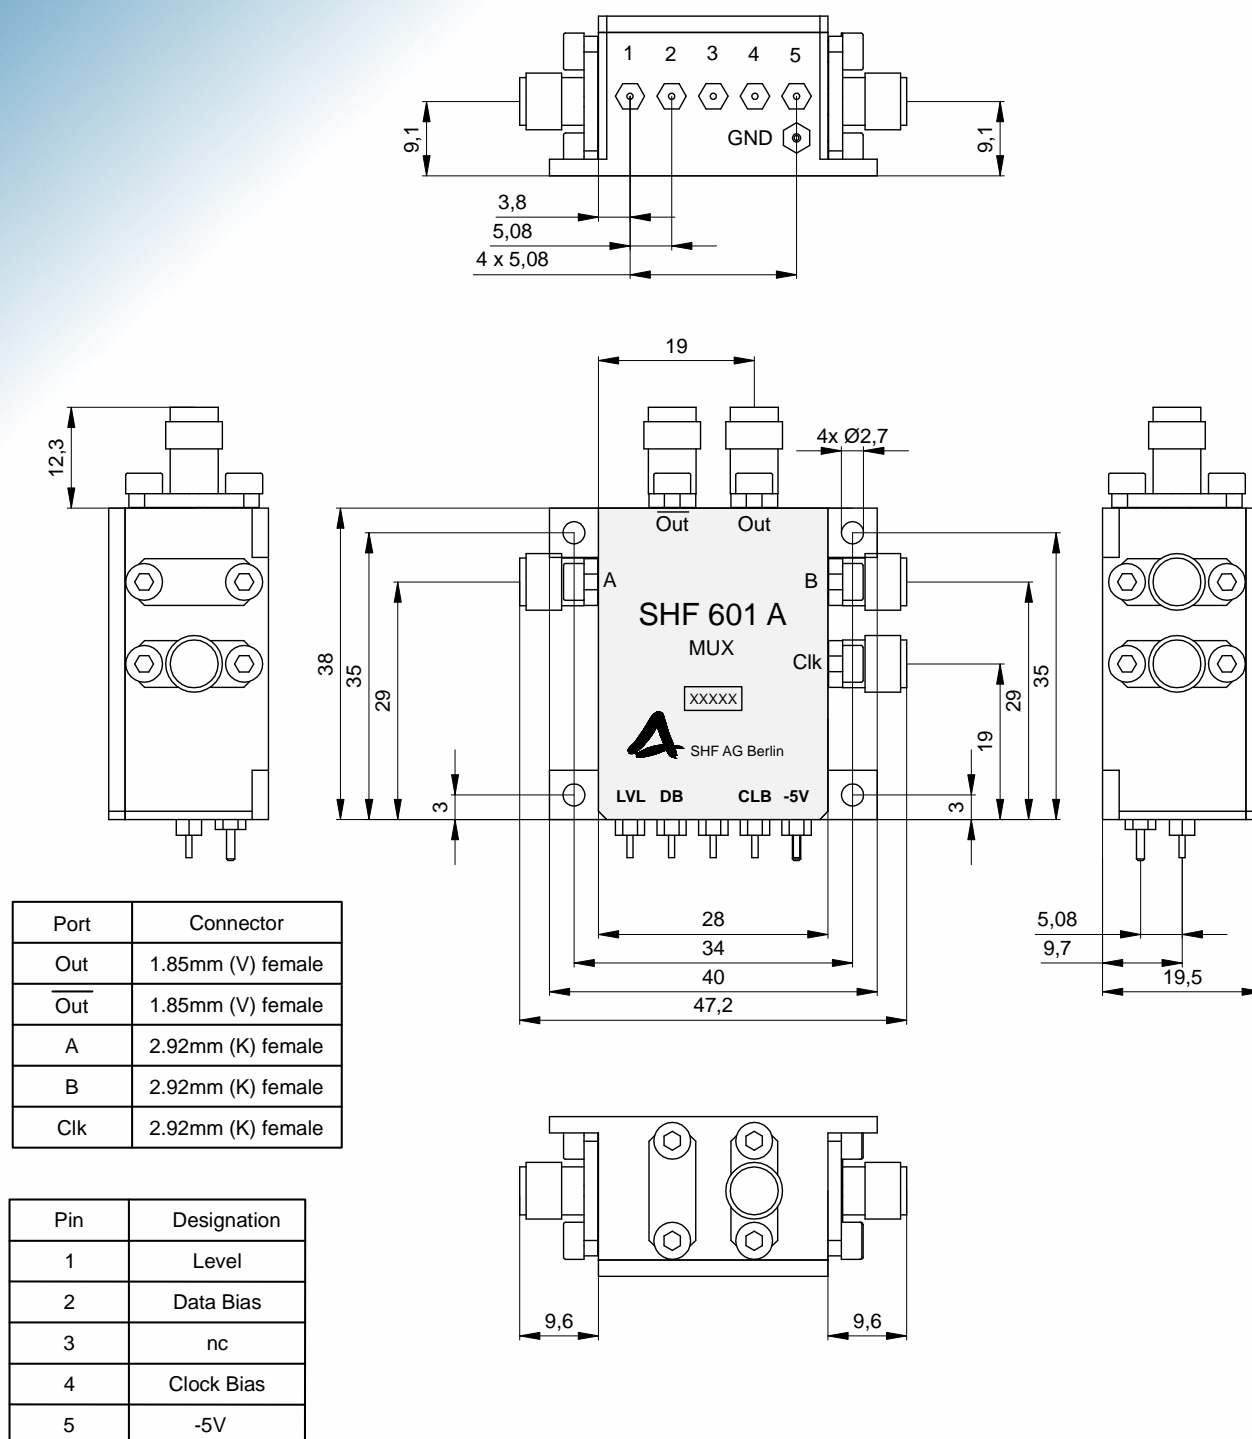 1 2 3 4 5
GND
9,1
9,1
3,8
5,08
4 x 5,08
19
12,3
4x Ø2,7
Out Out
A
B
SHF 601 A
MUX
Clk
XXXXX
SHF AG Berlin
LVL DB CLB -5V
38
35
29
3
19
29
35
3
28
34
40
47,2
5,08
9,7
19,5
Port Connector
Out 1.85mm (V) female
Out 1.85mm (V) female
A 2.92mm (K) female
B 2.92mm (K) female
Clk 2.92mm (K) female
9,6
9,6
Pin Designation
1 Level
2 Data Bias
3 nc
4 Clock Bias
5 -5V